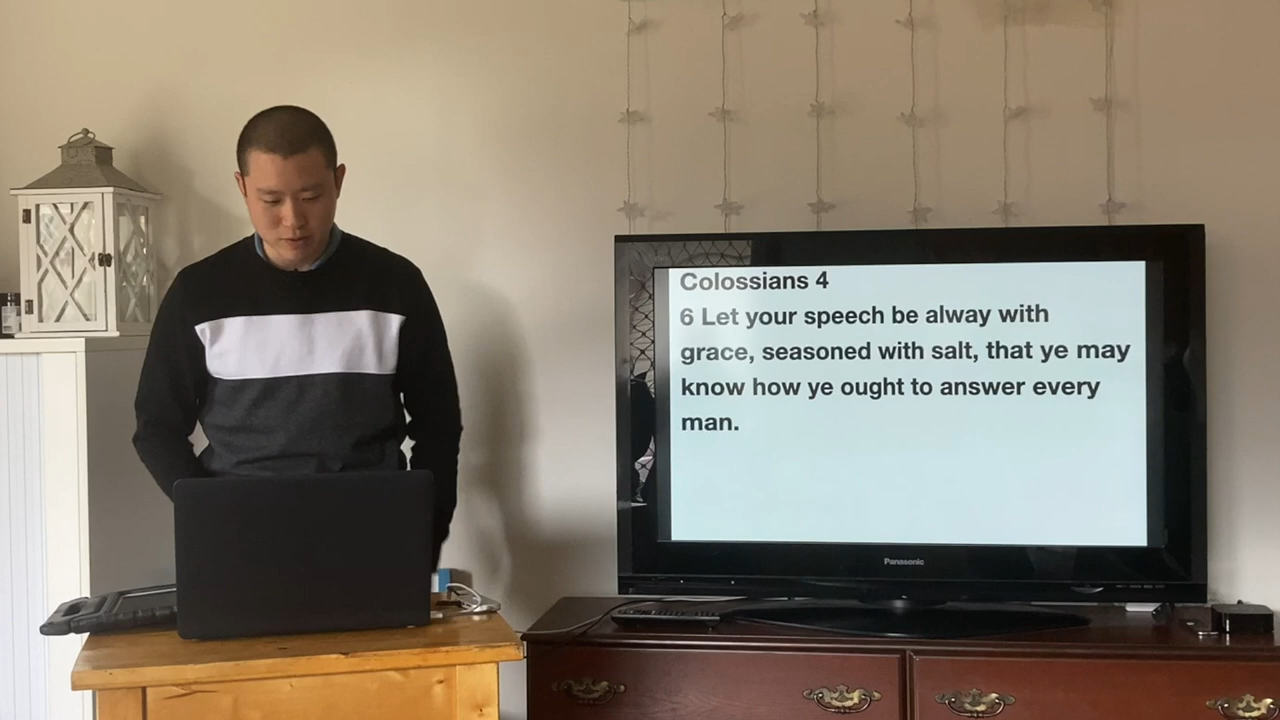 Colossians 4
6 Let your speech be alway with
grace, seasoned with salt, that ye may
know how ye ought to answer every
man.
Panasonic